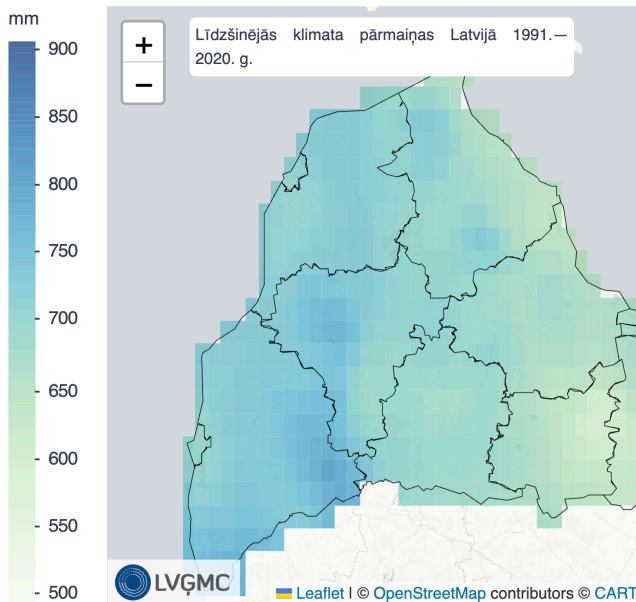 mm
900
850
800
750
700
650
600
550
500
+
−
Līdzšinējās klimata pārmaiņas Latvijā 1991.—
2020. g.
LVĢMC
Leaflet | © OpenStreetMap contributors © CART